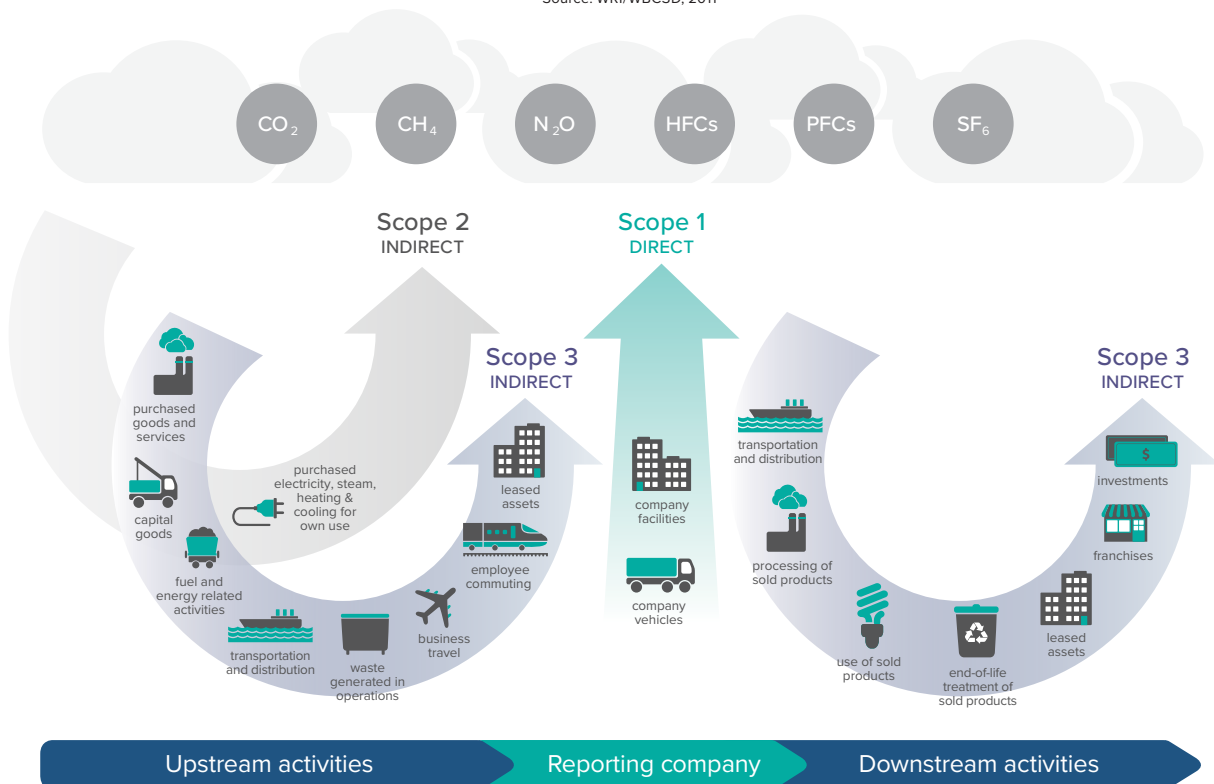 Source: WRI/WBCSD, 2011
CO2
CH4
N2O
HFCs
PFCs
SF6
Scope 2
INDIRECT
Scope 1
DIRECT
Scope 3
INDIRECT
Scope 3
INDIRECT
purchased
goods and
services
capital
goods
fuel and
energy related
activities
purchased
electricity, steam,
heating &
cooling for
own use
transportation
and distribution
waste
generated in
operations
business
travel
employee
commuting
leased
assets
company
facilities
company
vehicles
transportation
and distribution
processing of
sold products
use of sold
products
end-of-life
treatment of
sold products
leased
assets
franchises
$
investments
Upstream activities
Reporting company
Downstream activities